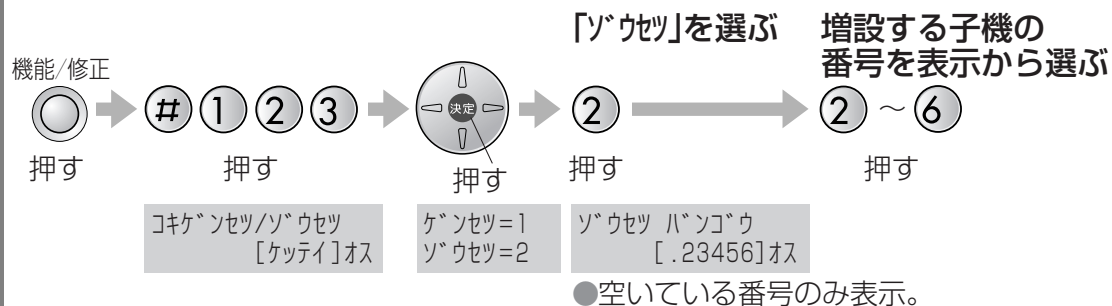 「ｿﾞｳｾﾂ」を選ぶ
増設する子機の
番号を表示から選ぶ
機能/修正
# 1 2 3
決定
2
2 ～ 6
押す
押す
押す
押す
押す
ｺｷｹﾞﾝｾﾂ/ｿﾞｳｾﾂ
[ｹｯﾃｲ]ｵｽ
ｹﾞﾝｾﾂ=1
ｿﾞｳｾﾂ=2
ｿﾞｳｾﾂ ﾊﾞﾝｺﾞｳ
[.23456]ｵｽ
●空いている番号のみ表示。